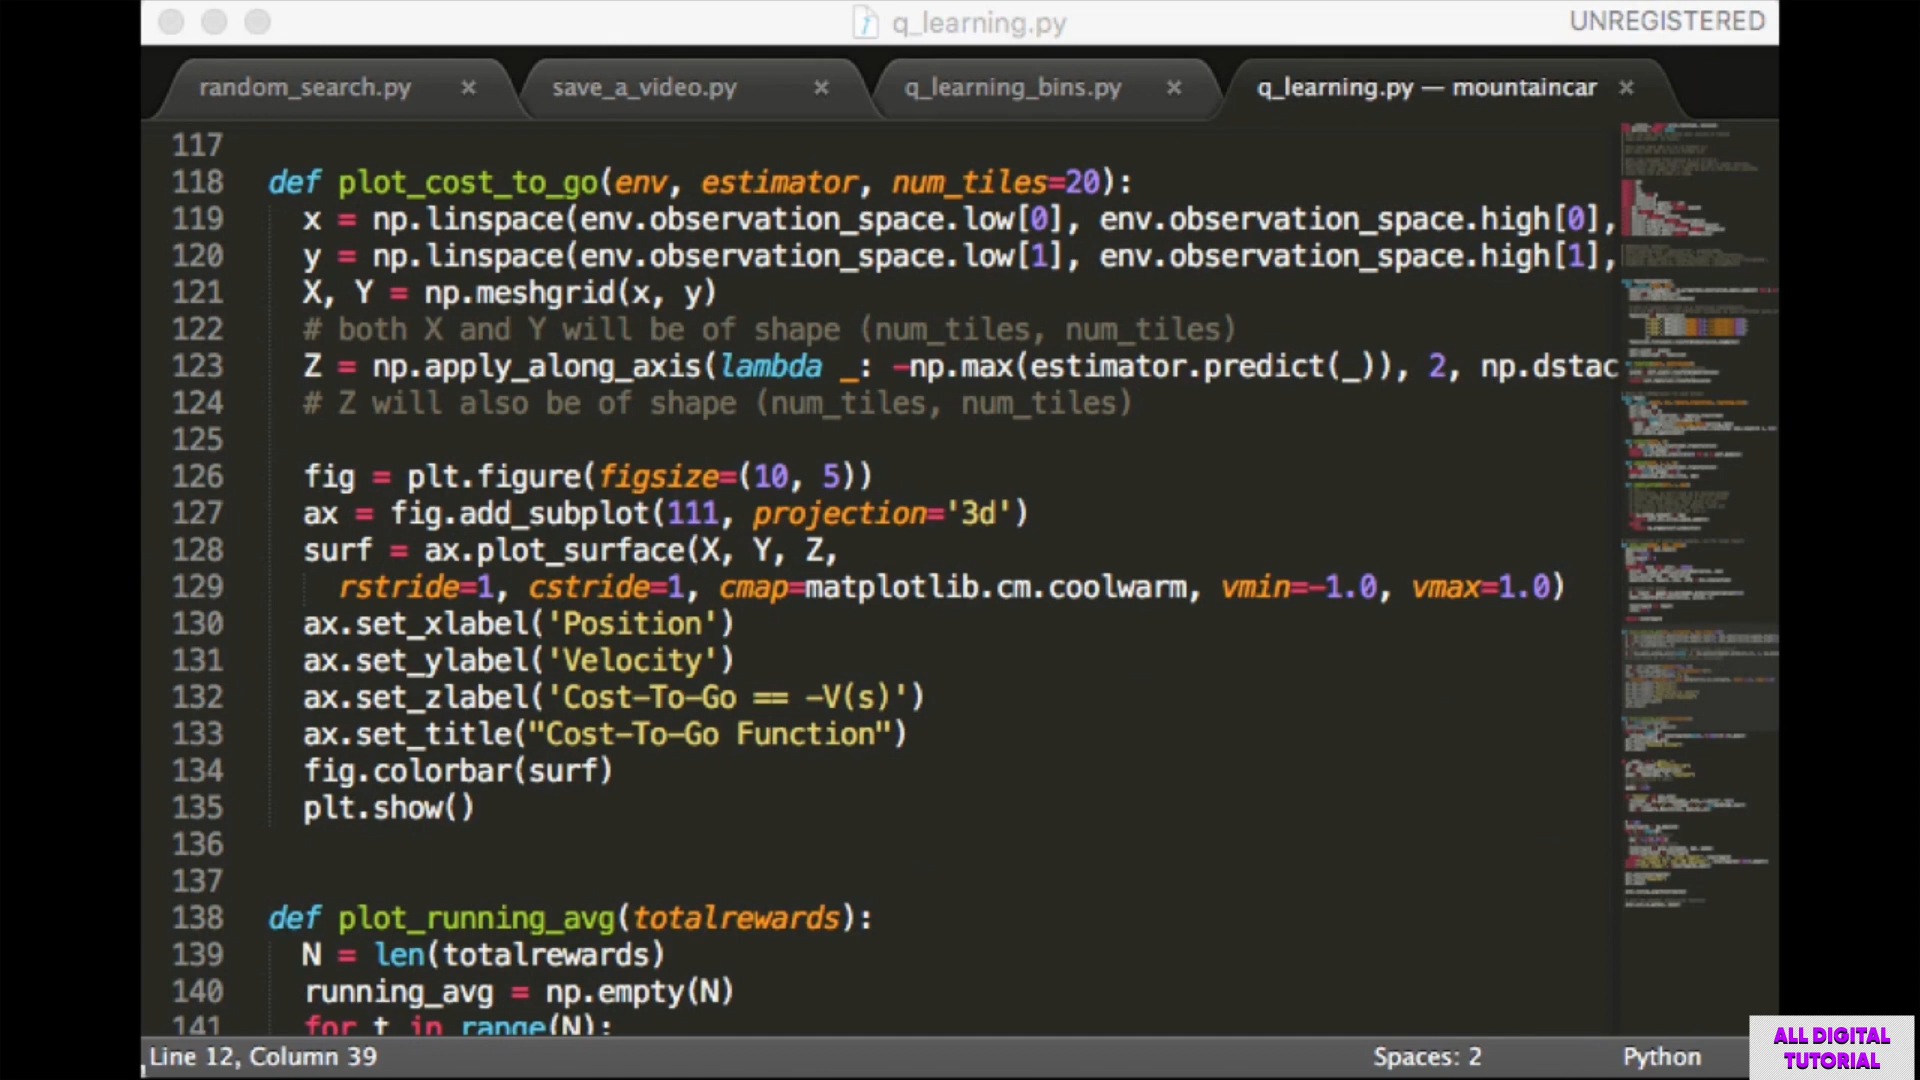 q_learning.py
UNREGISTERED
random_search.py × save_a_video.py × q_learning_bins.py × q_learning.py — mountaincar ×
117
118 def plot_cost_to_go(env, estimator, num_tiles=20):
119   x = np.linspace(env.observation_space.low[0], env.observation_space.high[0],
120   y = np.linspace(env.observation_space.low[1], env.observation_space.high[1],
121   X, Y = np.meshgrid(x, y)
122   # both X and Y will be of shape (num_tiles, num_tiles)
123   Z = np.apply_along_axis(lambda _: -np.max(estimator.predict(_)), 2, np.dstac
124   # Z will also be of shape (num_tiles, num_tiles)
125
126   fig = plt.figure(figsize=(10, 5))
127   ax = fig.add_subplot(111, projection='3d')
128   surf = ax.plot_surface(X, Y, Z,
129     rstride=1, cstride=1, cmap=matplotlib.cm.coolwarm, vmin=-1.0, vmax=1.0)
130   ax.set_xlabel('Position')
131   ax.set_ylabel('Velocity')
132   ax.set_zlabel('Cost-To-Go == -V(s)')
133   ax.set_title("Cost-To-Go Function")
134   fig.colorbar(surf)
135   plt.show()
136
137
138 def plot_running_avg(totalrewards):
139   N = len(totalrewards)
140   running_avg = np.empty(N)
141   for t in range(N):
Line 12, Column 39
Spaces: 2
Python
ALL DIGITAL
TUTORIAL